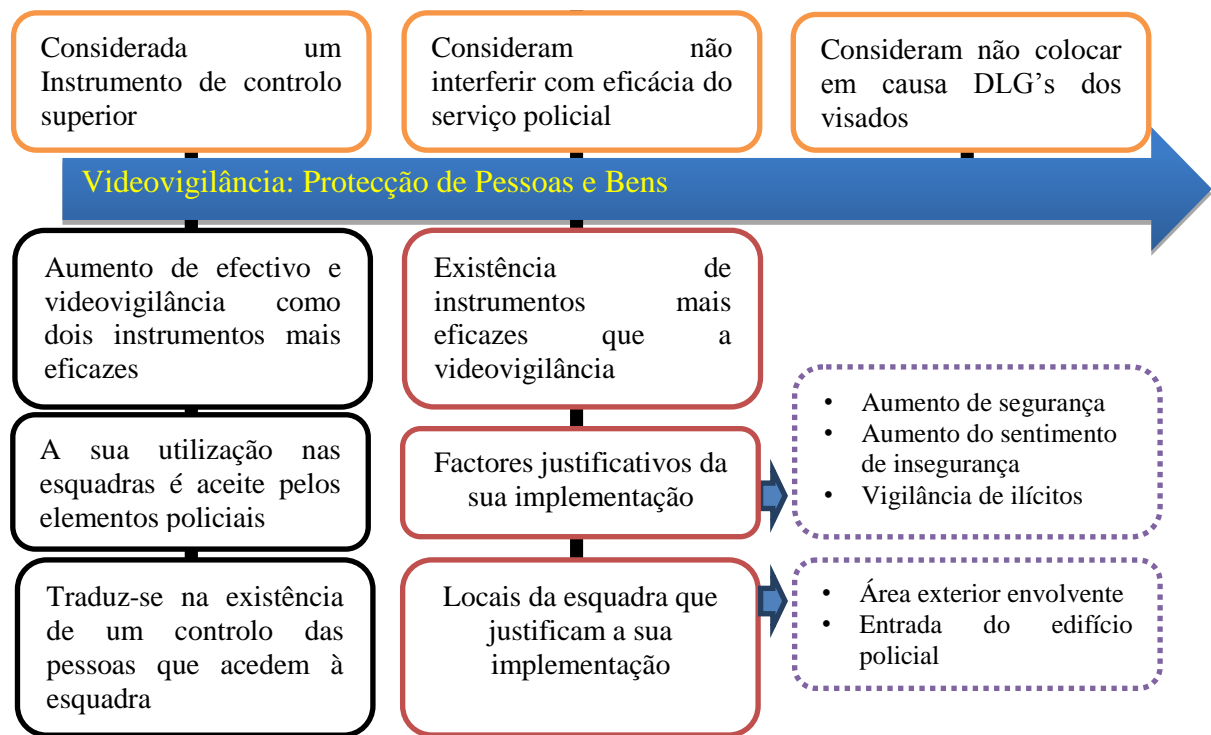 Considerada um
Instrumento de controlo
superior
Consideram não
interferir com eficácia do
serviço policial
Consideram não colocar
em causa DLG's dos
visados
Videovigilância: Protecção de Pessoas e Bens
Aumento de efectivo e
videovigilância como
dois instrumentos mais
eficazes
Existência de
instrumentos mais
eficazes que a
videovigilância
A sua utilização nas
esquadras é aceite pelos
elementos policiais
Factores justificativos da
sua implementação
• Aumento de segurança
• Aumento do sentimento
de insegurança
• Vigilância de ilícitos
Traduz-se na existência
de um controlo das
pessoas que acedem à
esquadra
Locais da esquadra que
justificam a sua
implementação
• Área exterior envolvente
• Entrada do edifício
policial